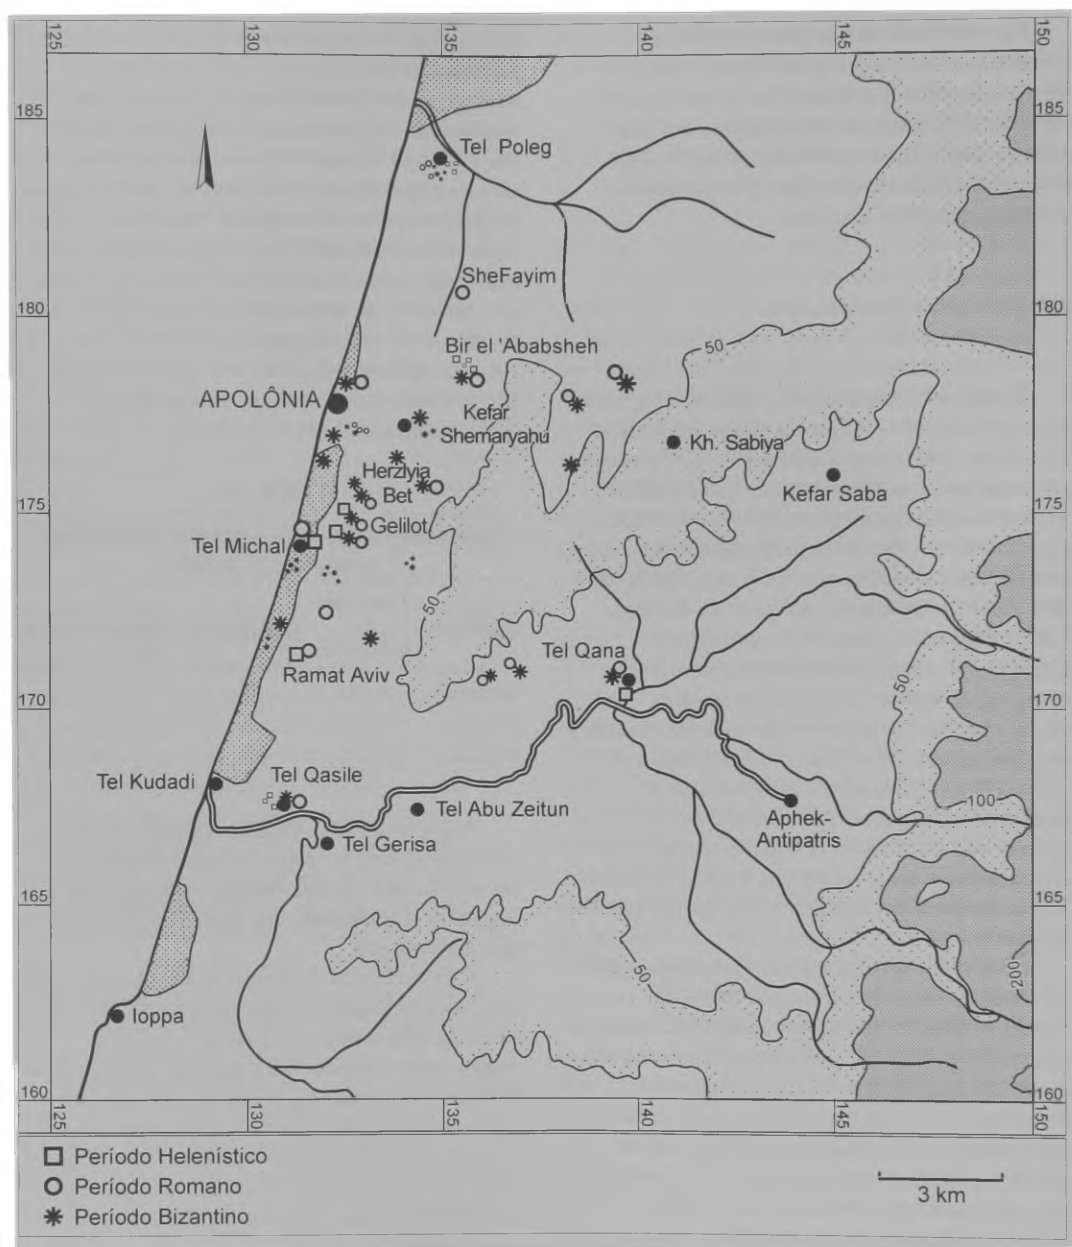 125
130
135
140
145
150
185
185
Tel Poleg
SheFayim
180
180
50
Bir el 'Ababsheh
APOLÔNIA
Kefar
Shemaryahu
Kh. Sabiya
Herzlyia
Bet
Kefar Saba
175
175
Gelilot
Tel Michal
50
Tel Qana
Ramat Aviv
50
170
170
Tel Kudadi
Tel Qasile
100
Tel Abu Zeitun
Aphek-
Antipatris
Tel Gerisa
165
165
50
200
Ioppa
160
160
125
130
135
140
145
150
Período Helenístico
Período Romano
Período Bizantino
3 km